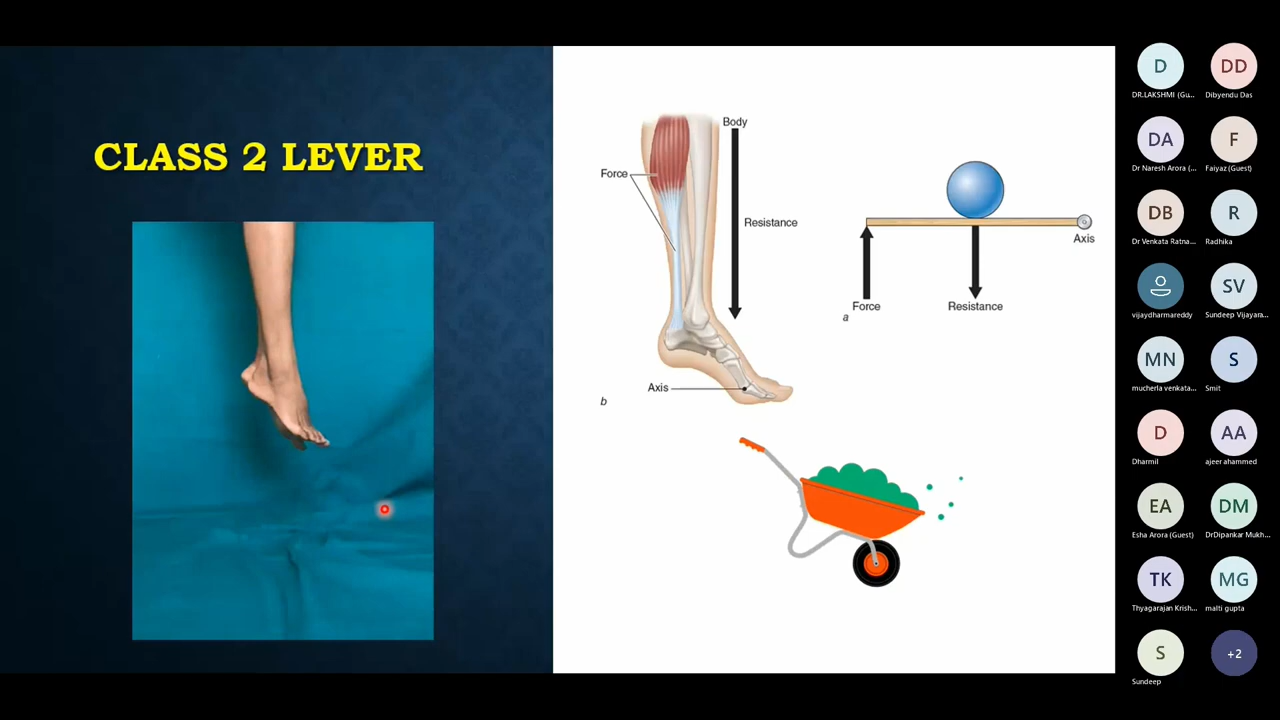 CLASS 2 LEVER
Body
Force
Resistance
Axis
b
Axis
Force
Resistance
a
D
DR.LAKSHMI (Gu...
DD
Dibyendu Das
DA
Dr Naresh Arora (...
F
Faiyaz (Guest)
DB
Dr Venkata Ratna...
R
Radhika
vijaydharmareddy
SV
Sundeep Vijayara...
MN
mucherla venkata...
S
Smit
D
Dharmil
AA
ajeer ahammed
EA
Esha Arora (Guest)
DM
DrDipankar Mukh...
TK
Thyagarajan Krish...
MG
malti gupta
S
Sundeep
+2